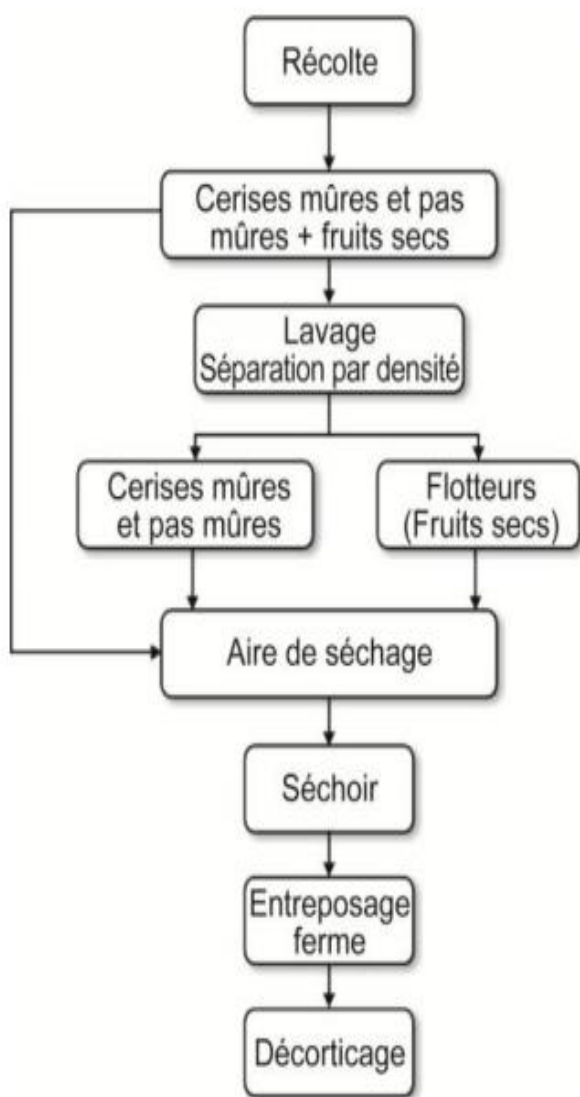 Récolte
Cerises mûres et pas
mûres + fruits secs
Lavage
Séparation par densité
Cerises mûres
et pas mûres
Flotteurs
(Fruits secs)
Aire de séchage
Séchoir
Entreposage
ferme
Décorticage